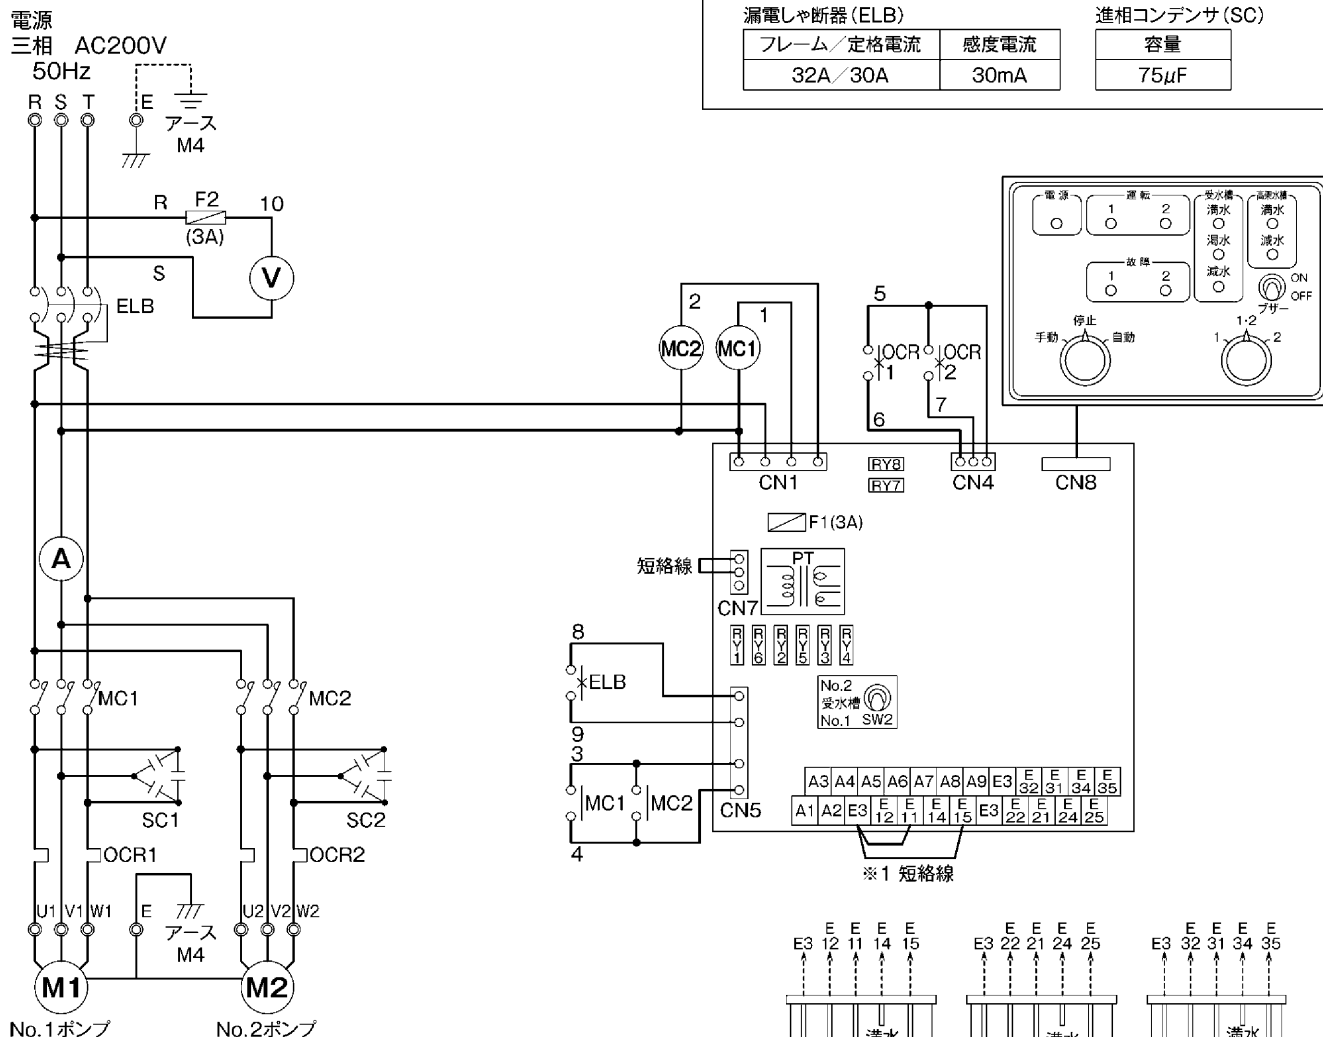 漏電しゃ断器(ELB)
フレーム／定格電流 感度電流
32A／30A 30mA
進相コンデンサ(SC)
容量
75μF
電源
三相 AC200V
50Hz
R S T E
アース
M4
R F2 10
(3A)
S
V
ELB
A
MC1
MC2
SC1
SC2
OCR1
OCR2
U1 V1 W1 E
アース
M4
U2 V2 W2
M1
M2
No.1ポンプ
No.2ポンプ
2
1
MC2
MC1
5
OCR
1
OCR
2
6
7
電源
運転
1 2
受水槽
満水
渇水
減水
高架水槽
満水
減水
故障
1 2
ON
OFF
ブザー
手動 停止 自動
1 1·2 2
CN1
RY8
RY7
CN4
CN8
F1(3A)
短絡線
CN7
PT
RY1 RY6 RY2 RY5 RY3 RY4
8
ELB
9
3
MC1
MC2
4
CN5
No.2
受水槽
No.1 SW2
A3 A4 A5 A6 A7 A8 A9 E3 E32 E31 E34 E35
A1 A2 E3 E12 E11 E14 E15 E3 E22 E21 E24 E25
※1 短絡線
E3 E12 E11 E14 E15
満水
E3 E22 E21 E24 E25
満水
E3 E32 E31 E34 E35
満水